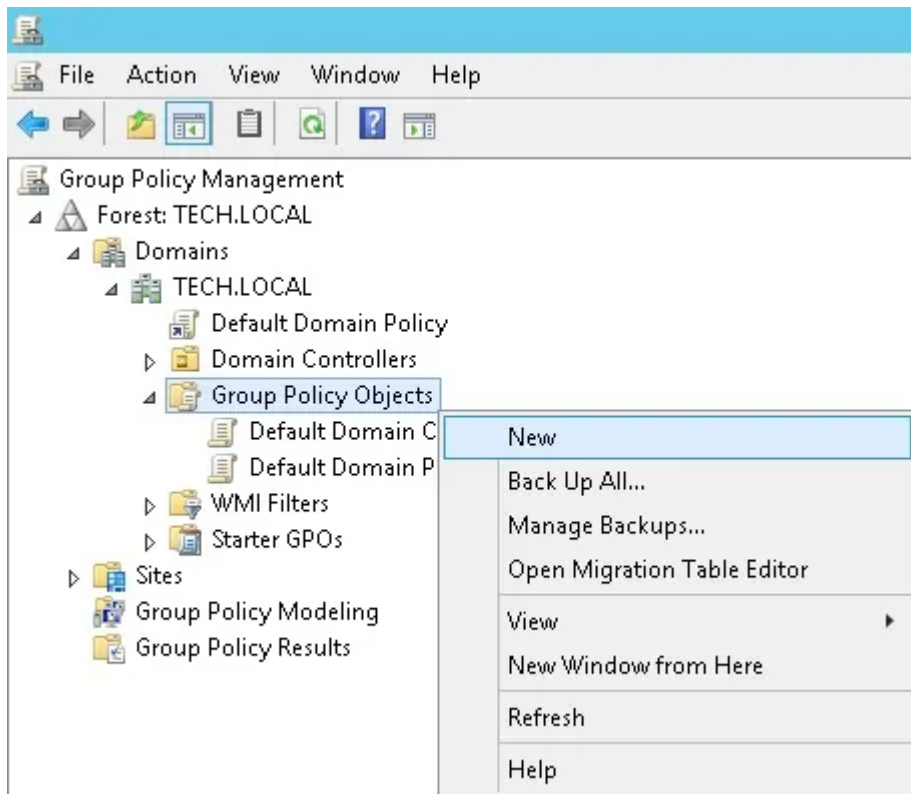 File Action View Window Help
Group Policy Management
Forest: TECH.LOCAL
Domains
TECH.LOCAL
Default Domain Policy
Domain Controllers
Group Policy Objects
Default Domain C
Default Domain P
WMI Filters
Starter GPOs
Sites
Group Policy Modeling
Group Policy Results
New
Back Up All...
Manage Backups...
Open Migration Table Editor
View
New Window from Here
Refresh
Help